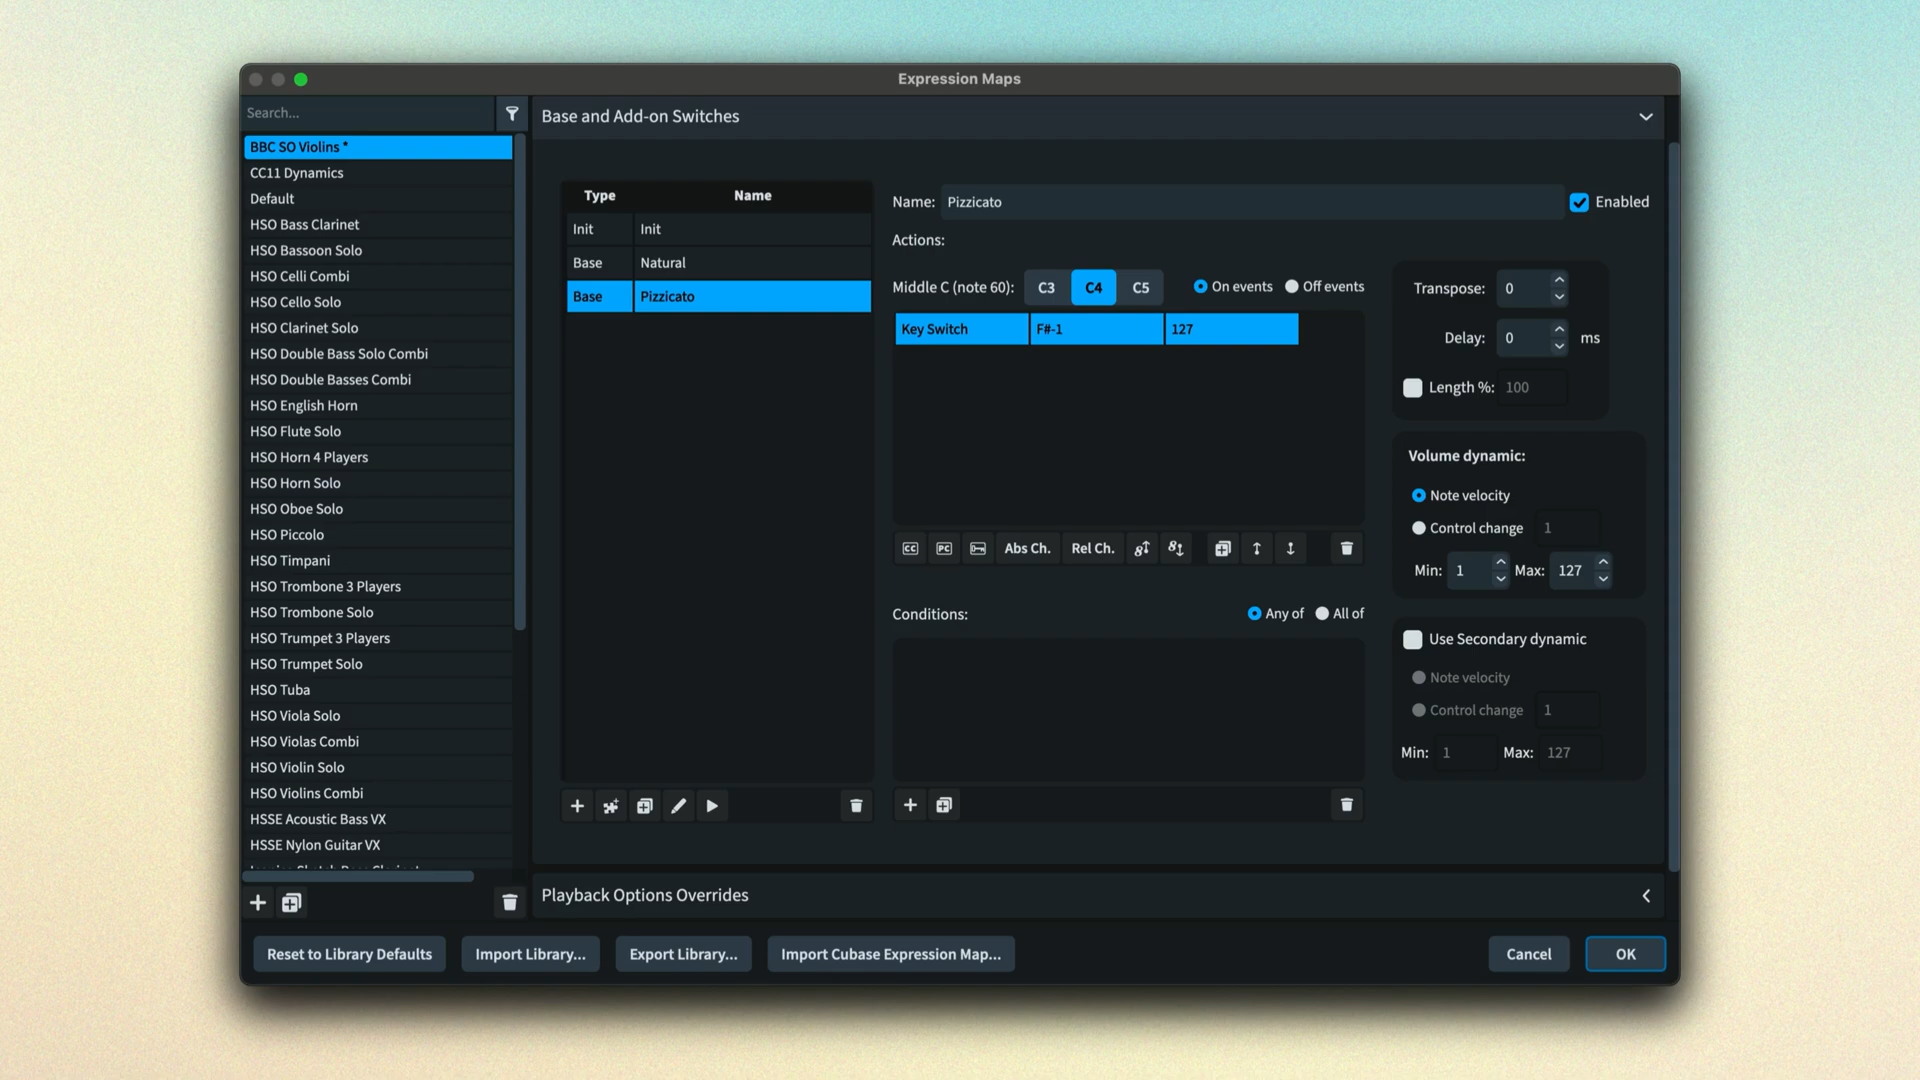 Expression Maps
Search...
BBC SO Violins *
CC11 Dynamics
Default
HSO Bass Clarinet
HSO Bassoon Solo
HSO Celli Combi
HSO Cello Solo
HSO Clarinet Solo
HSO Double Bass Solo Combi
HSO Double Basses Combi
HSO English Horn
HSO Flute Solo
HSO Horn 4 Players
HSO Horn Solo
HSO Oboe Solo
HSO Piccolo
HSO Timpani
HSO Trombone 3 Players
HSO Trombone Solo
HSO Trumpet 3 Players
HSO Trumpet Solo
HSO Tuba
HSO Viola Solo
HSO Violas Combi
HSO Violin Solo
HSO Violins Combi
HSSE Acoustic Bass VX
HSSE Nylon Guitar VX
Base and Add-on Switches
Type Name
Init Init
Base Natural
Base Pizzicato
Name: Pizzicato Enabled
Actions:
Middle C (note 60): C3 C4 C5 On events Off events
Key Switch F#-1 127
CC PC Abs Ch. Rel Ch. 8 8
Conditions: Any of All of
Transpose: 0
Delay: 0 ms
Length %: 100
Volume dynamic:
Note velocity
Control change 1
Min: 1 Max: 127
Use Secondary dynamic
Note velocity
Control change 1
Min: 1 Max: 127
Playback Options Overrides
Reset to Library Defaults Import Library... Export Library... Import Cubase Expression Map... Cancel OK